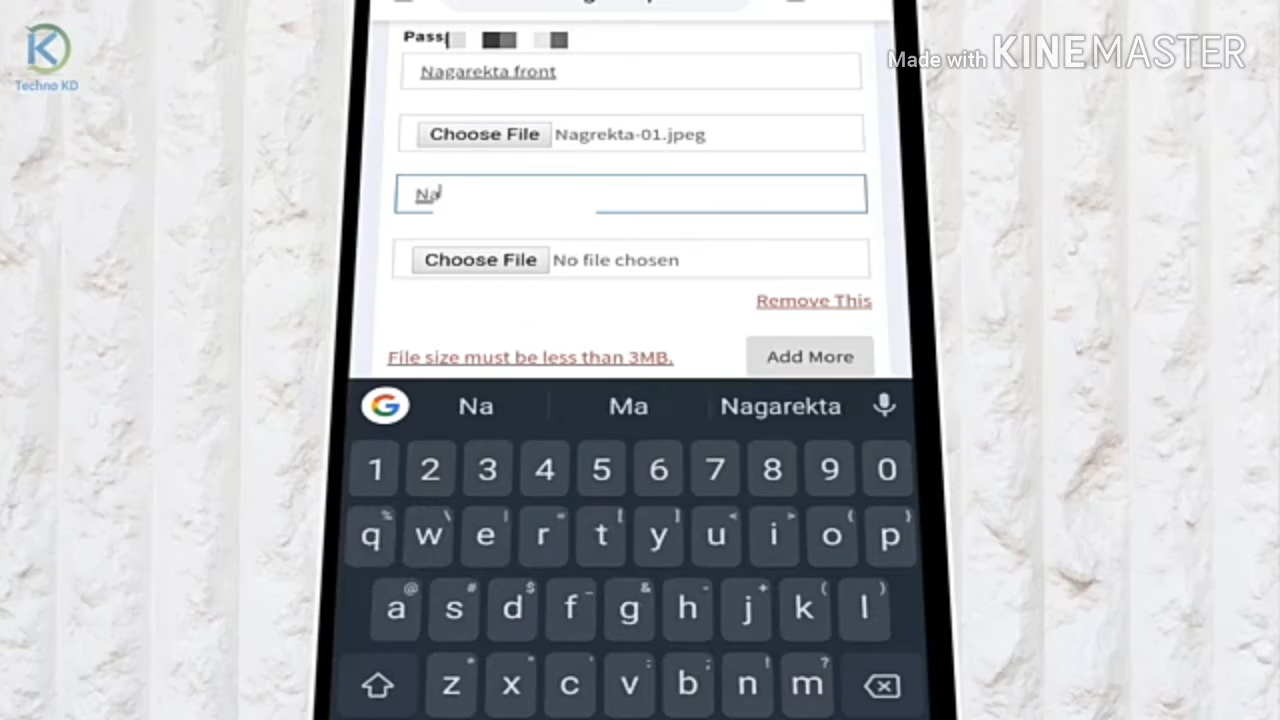 Techno KD
Made with KINEMASTER
Pass
Nagarekta front
Choose File Nagrekta-01.jpeg
Na
Choose File No file chosen
Remove This
File size must be less than 3MB.
Add More
Na Ma Nagarekta
1 2 3 4 5 6 7 8 9 0
q w e r t y u i o p
a s d f g h j k l
z x c v b n m